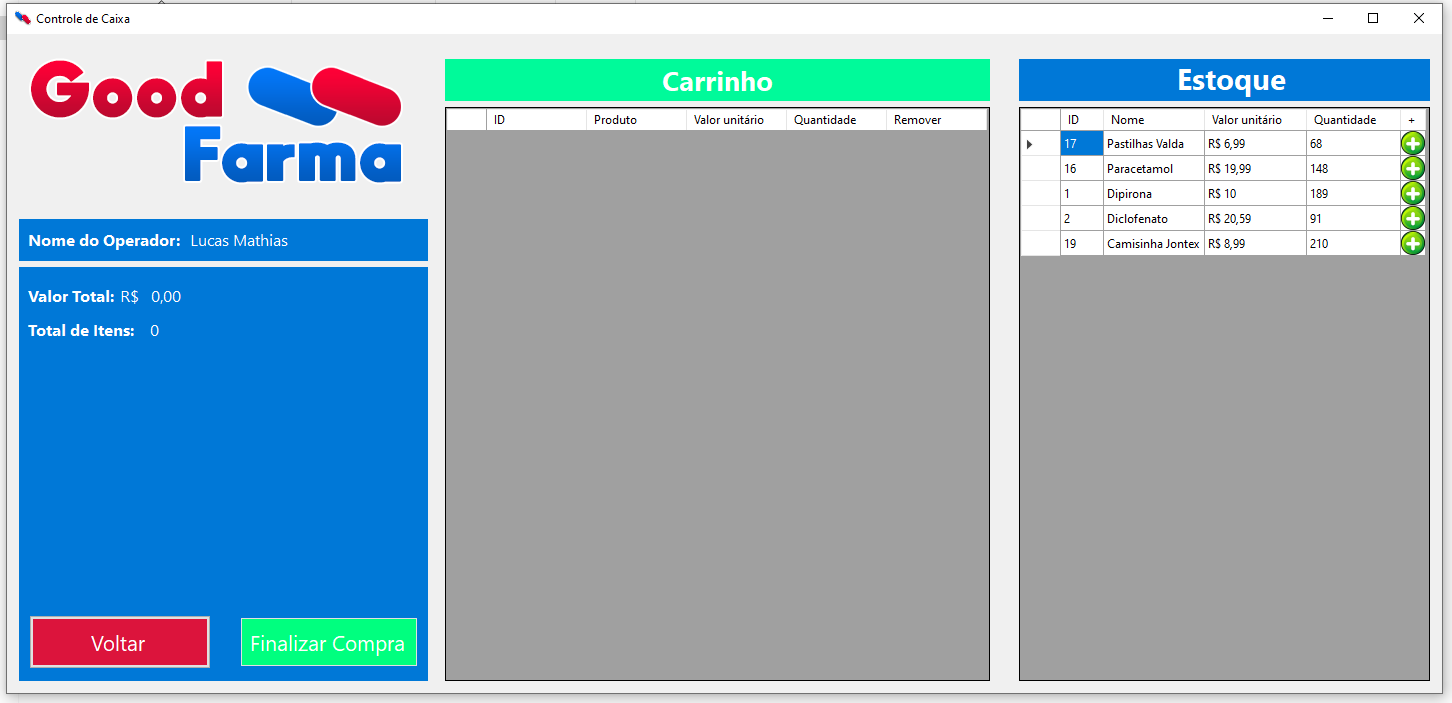 Controle de Caixa
Good
Farma
Nome do Operador: Lucas Mathias
Valor Total: R$ 0,00
Total de Itens: 0
Voltar
Finalizar Compra
Carrinho
ID Produto Valor unitário Quantidade Remover
Estoque
ID Nome Valor unitário Quantidade +
17 Pastilhas Valda R$ 6,99 68
16 Paracetamol R$ 19,99 148
1 Dipirona R$ 10 189
2 Diclofenato R$ 20,59 91
19 Camisinha Jontex R$ 8,99 210